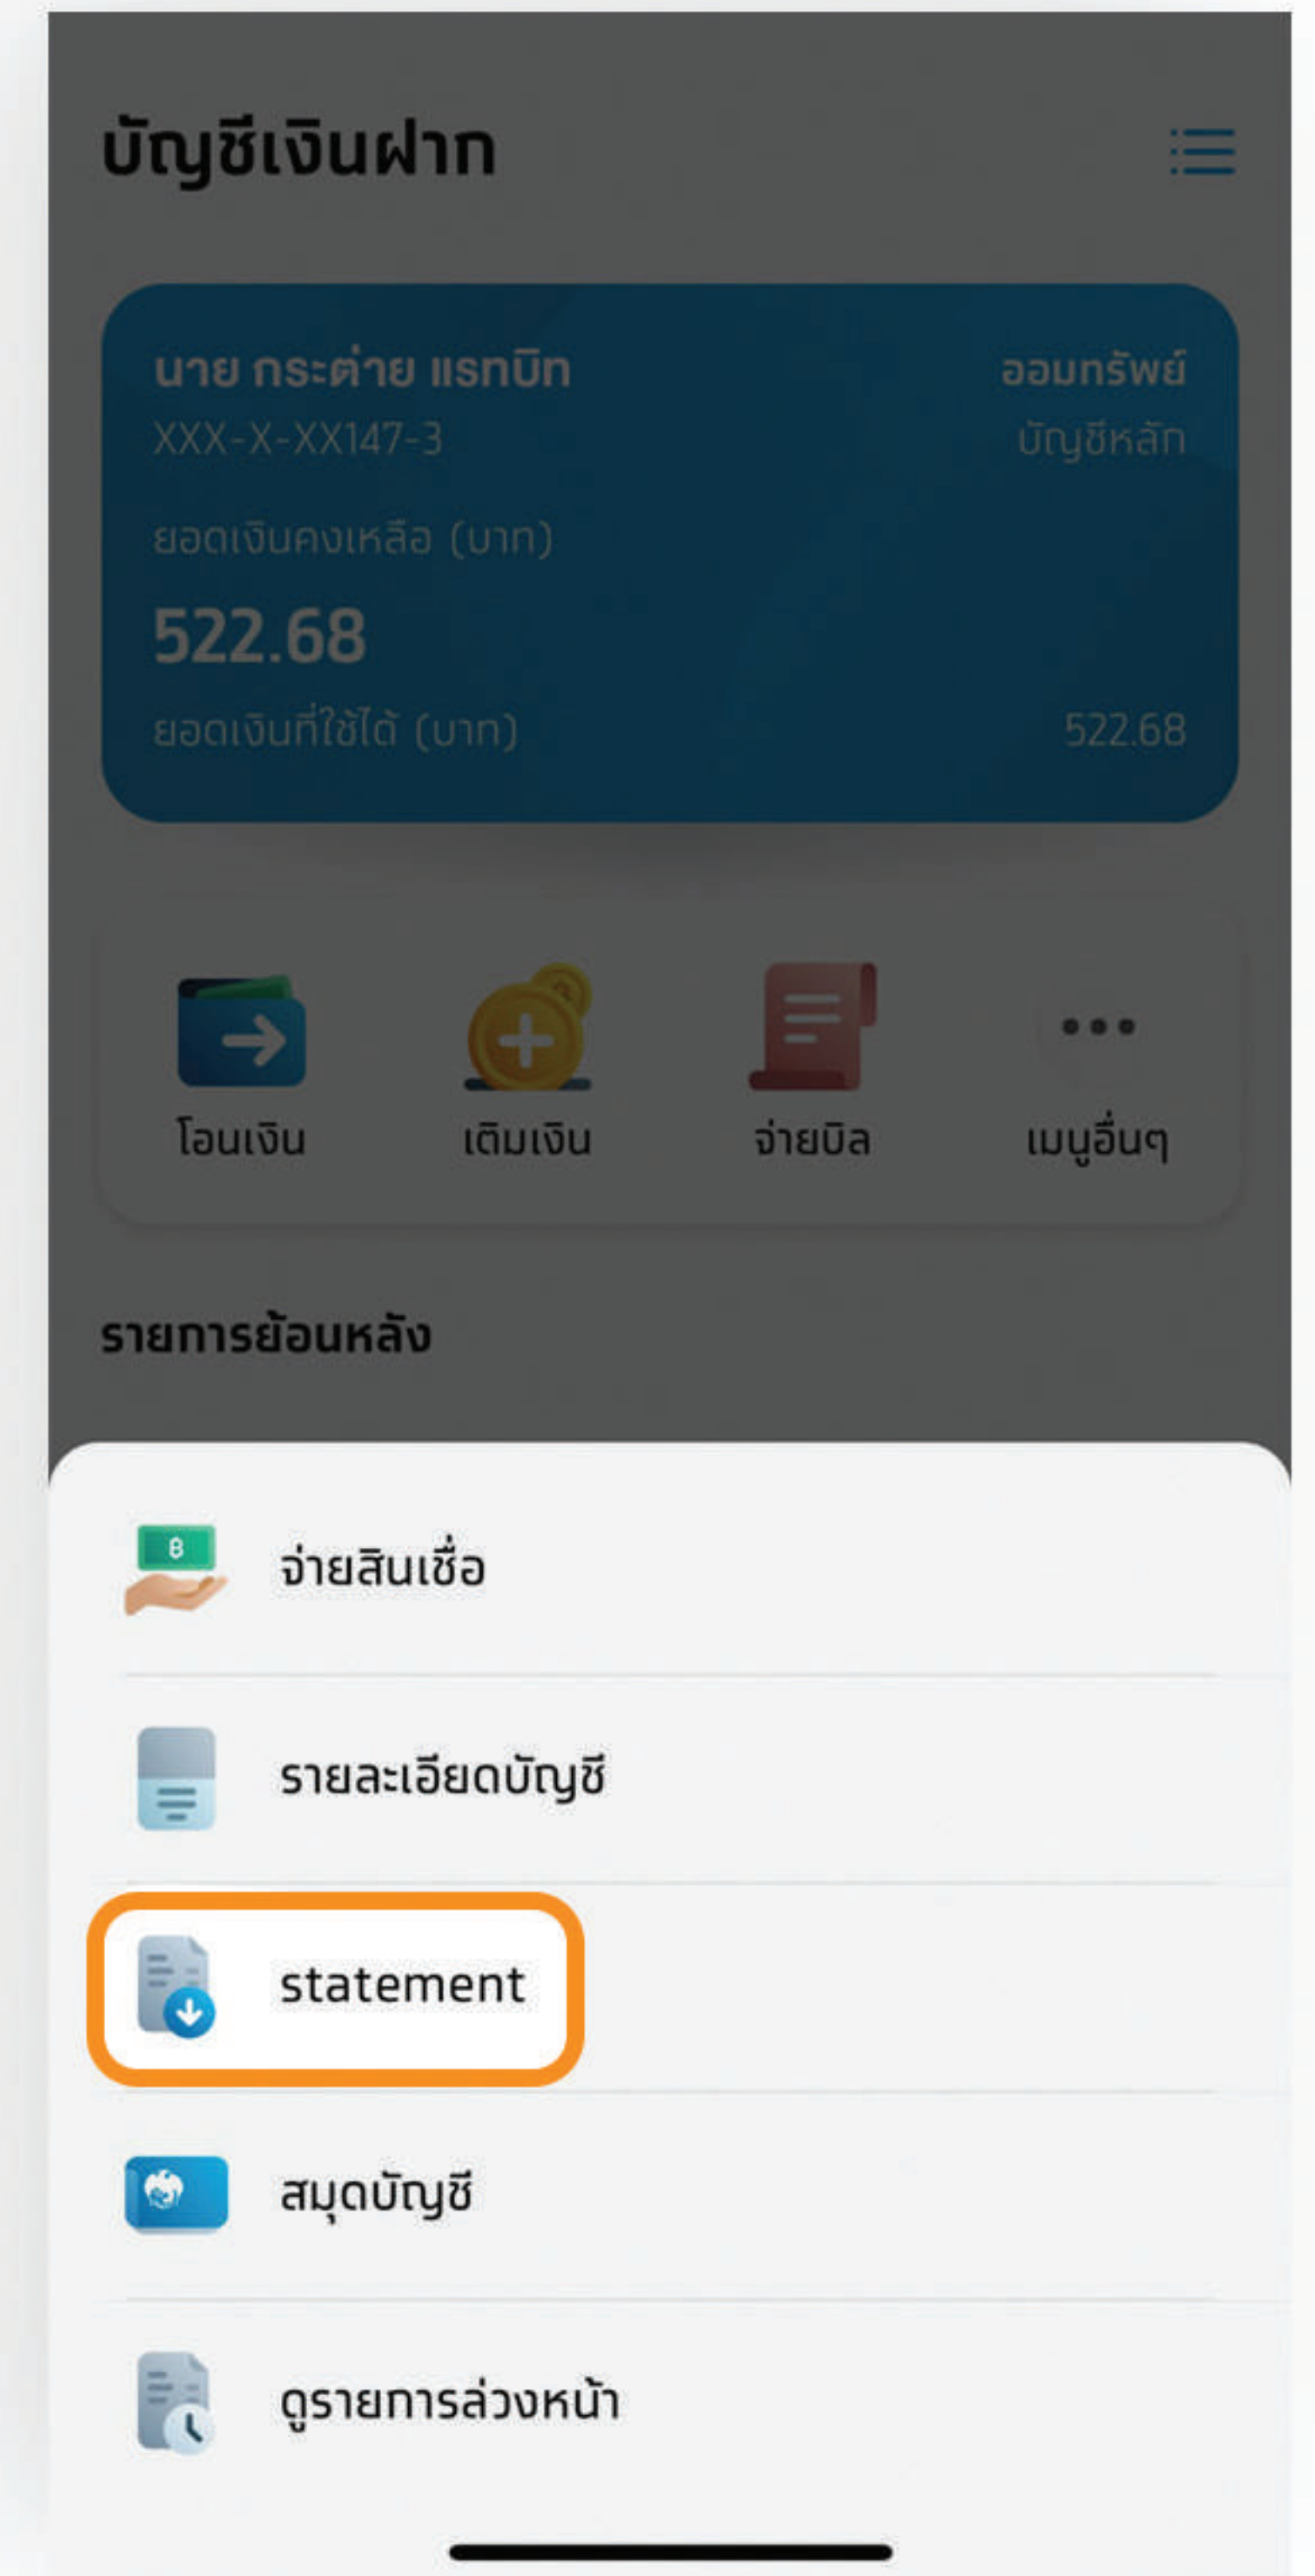 บัญชีเงินฝาก
นาย กระต่าย แรทบิท ออมทรัพย์
XXX-X-XX147-3 บัญชีหลัก
ยอดเงินคงเหลือ (บาท)
522.68
ยอดเงินที่ใช้ได้ (บาท) 522.68
โอนเงิน เติมเงิน จ่ายบิล เมนูอื่นๆ
รายการย้อนหลัง
฿ จ่ายสินเชื่อ
รายละเอียดบัญชี
statement
สมุดบัญชี
ดูรายการล่วงหน้า